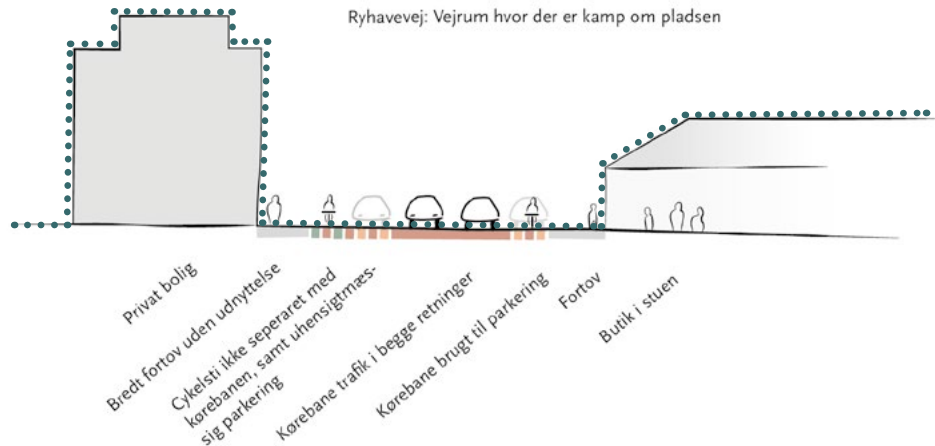 Ryhavevej: Vejrum hvor der er kamp om pladsen
Privat bolig
Bredt fortov uden udnyttelse
Cykelsti ikke seperaret med
kørebanen, samt uhensigtmæs-
sig parkering
Kørebane trafik i begge retninger
Kørebane brugt til parkering
Fortov
Butik i stuen